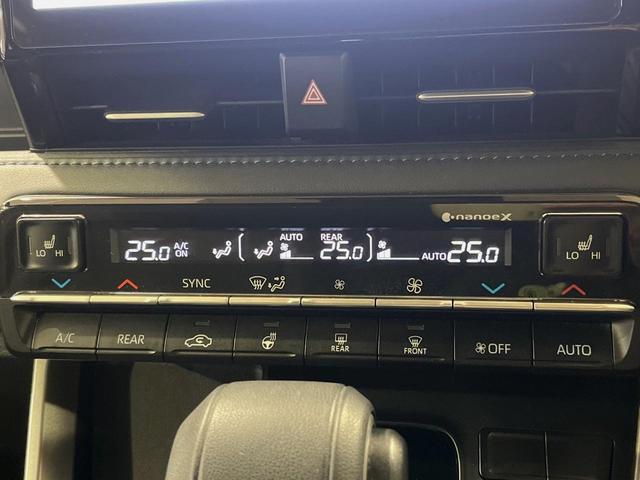 nanoeX
LO HI
25.0 A/C ON AUTO REAR 25.0 AUTO 25.0
LO HI
SYNC
A/C REAR REAR FRONT OFF AUTO